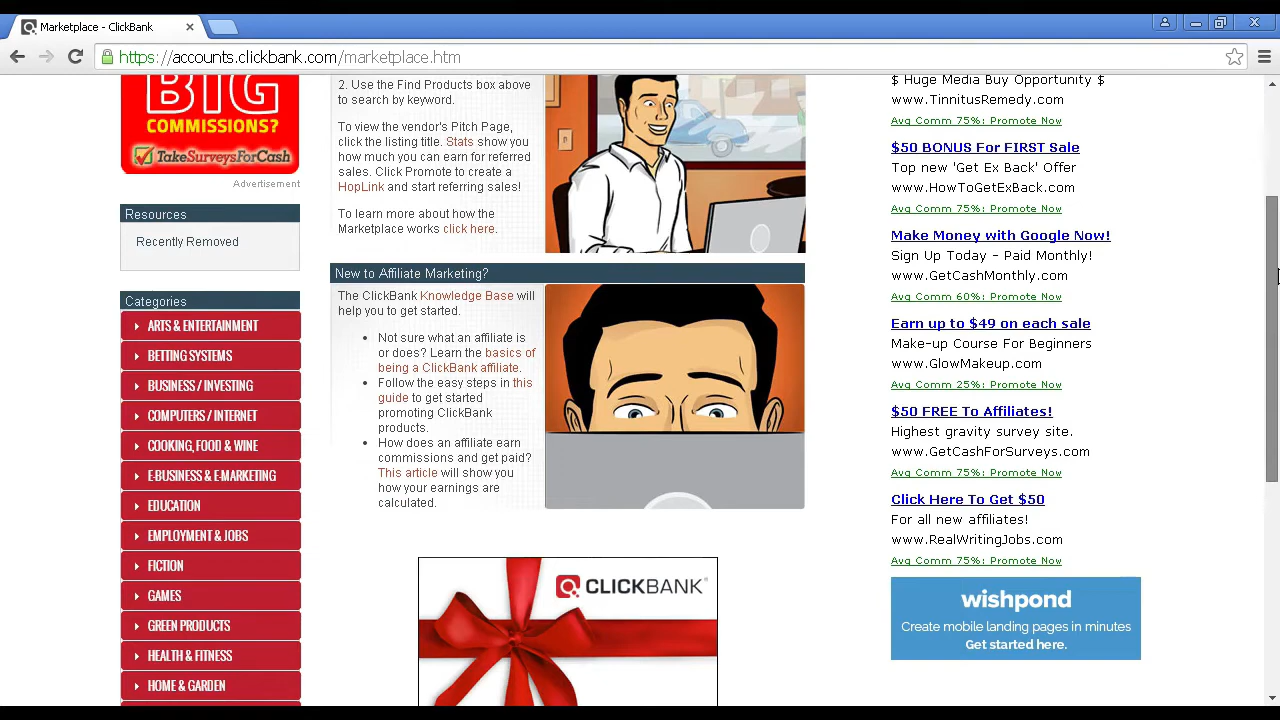 Marketplace - ClickBank
https://accounts.clickbank.com/marketplace.htm
BIG
COMMISSIONS?
TakeSurveysForCash
Advertisement
Resources
Recently Removed
Categories
ARTS & ENTERTAINMENT
BETTING SYSTEMS
BUSINESS / INVESTING
COMPUTERS / INTERNET
COOKING, FOOD & WINE
E-BUSINESS & E-MARKETING
EDUCATION
EMPLOYMENT & JOBS
FICTION
GAMES
GREEN PRODUCTS
HEALTH & FITNESS
HOME & GARDEN
2. Use the Find Products box above
to search by keyword.
To view the vendor's Pitch Page,
click the listing title. Stats show you
how much you can earn for referred
sales. Click Promote to create a
HopLink and start referring sales!
To learn more about how the
Marketplace works click here.
New to Affiliate Marketing?
The ClickBank Knowledge Base will
help you to get started.
Not sure what an affiliate is
or does? Learn the basics of
being a ClickBank affiliate.
Follow the easy steps in this
guide to get started
promoting ClickBank
products.
How does an affiliate earn
commissions and get paid?
This article will show you
how your earnings are
calculated.
CLICKBANK®
$ Huge Media Buy Opportunity $
www.TinnitusRemedy.com
Avg Comm 75%: Promote Now
$50 BONUS For FIRST Sale
Top new 'Get Ex Back' Offer
www.HowToGetExBack.com
Avg Comm 75%: Promote Now
Make Money with Google Now!
Sign Up Today - Paid Monthly!
www.GetCashMonthly.com
Avg Comm 60%: Promote Now
Earn up to $49 on each sale
Make-up Course For Beginners
www.GlowMakeup.com
Avg Comm 25%: Promote Now
$50 FREE To Affiliates!
Highest gravity survey site.
www.GetCashForSurveys.com
Avg Comm 75%: Promote Now
Click Here To Get $50
For all new affiliates!
www.RealWritingJobs.com
Avg Comm 75%: Promote Now
wishpond
Create mobile landing pages in minutes
Get started here.